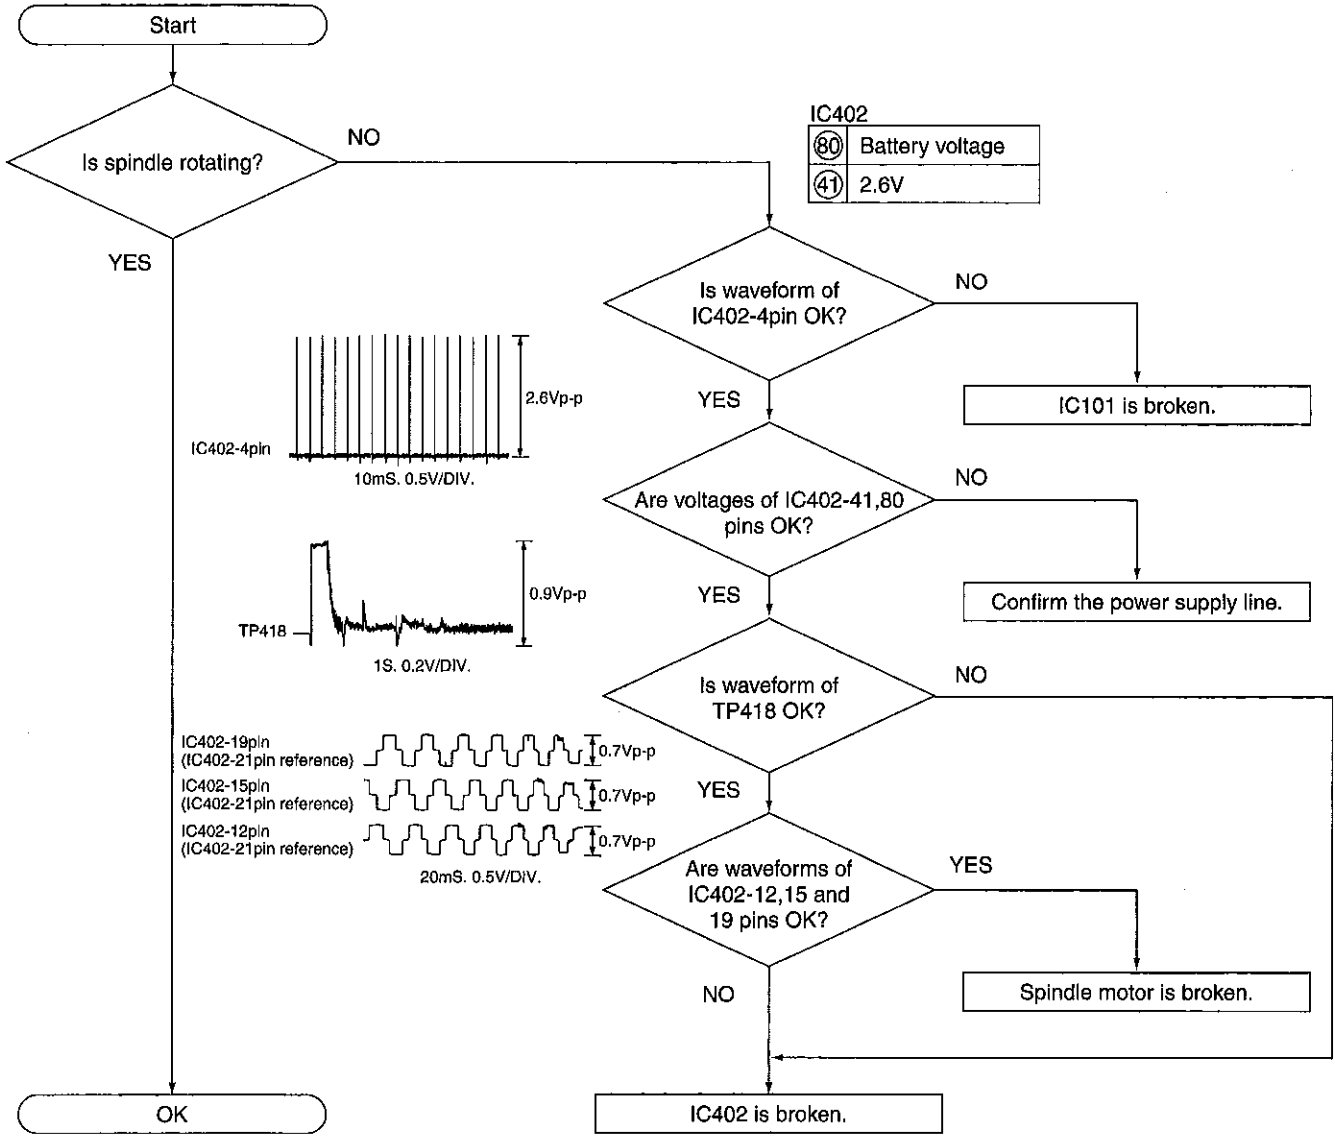 Start
Is spindle rotating?
NO
YES
IC402
80 Battery voltage
41 2.6V
Is waveform of
IC402-4pin OK?
NO
YES
IC101 is broken.
2.6Vp-p
IC402-4pin
10mS. 0.5V/DIV.
Are voltages of IC402-41,80
pins OK?
NO
YES
Confirm the power supply line.
0.9Vp-p
TP418
1S. 0.2V/DIV.
Is waveform of
TP418 OK?
NO
YES
IC402-19pin
(IC402-21pin reference)
0.7Vp-p
IC402-15pin
(IC402-21pin reference)
0.7Vp-p
IC402-12pin
(IC402-21pin reference)
0.7Vp-p
20mS. 0.5V/DIV.
Are waveforms of
IC402-12,15 and
19 pins OK?
YES
NO
Spindle motor is broken.
OK
IC402 is broken.